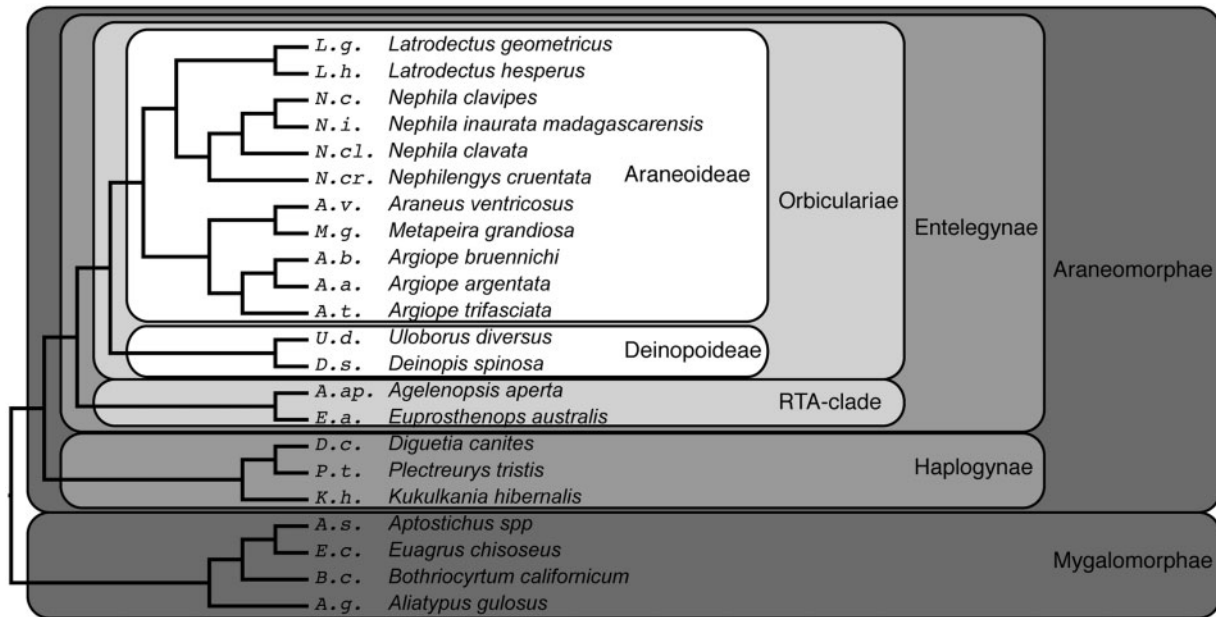 L.g. Latrodectus geometricus
L.h. Latrodectus hesperus
N.c. Nephila clavipes
N.i. Nephila inaurata madagascarensis
N.cl. Nephila clavata
N.cr. Nephilengys cruentata
Araneoideae
A.v. Araneus ventricosus
Orbiculariae
M.g. Metapeira grandiosa
Entelegynae
A.b. Argiope bruennichi
Araneomorphae
A.a. Argiope argentata
A.t. Argiope trifasciata
U.d. Uloborus diversus
Deinopoideae
D.s. Deinopis spinosa
A.ap. Agelenopsis aperta
RTA-clade
E.a. Euprosthenops australis
D.c. Diguetia canites
P.t. Plectreurys tristis
Haplogynae
K.h. Kukulkania hibernalis
A.s. Aptostichus spp
E.c. Euagrus chisoseus
Mygalomorphae
B.c. Bothriocyrtum californicum
A.g. Aliatypus gulosus